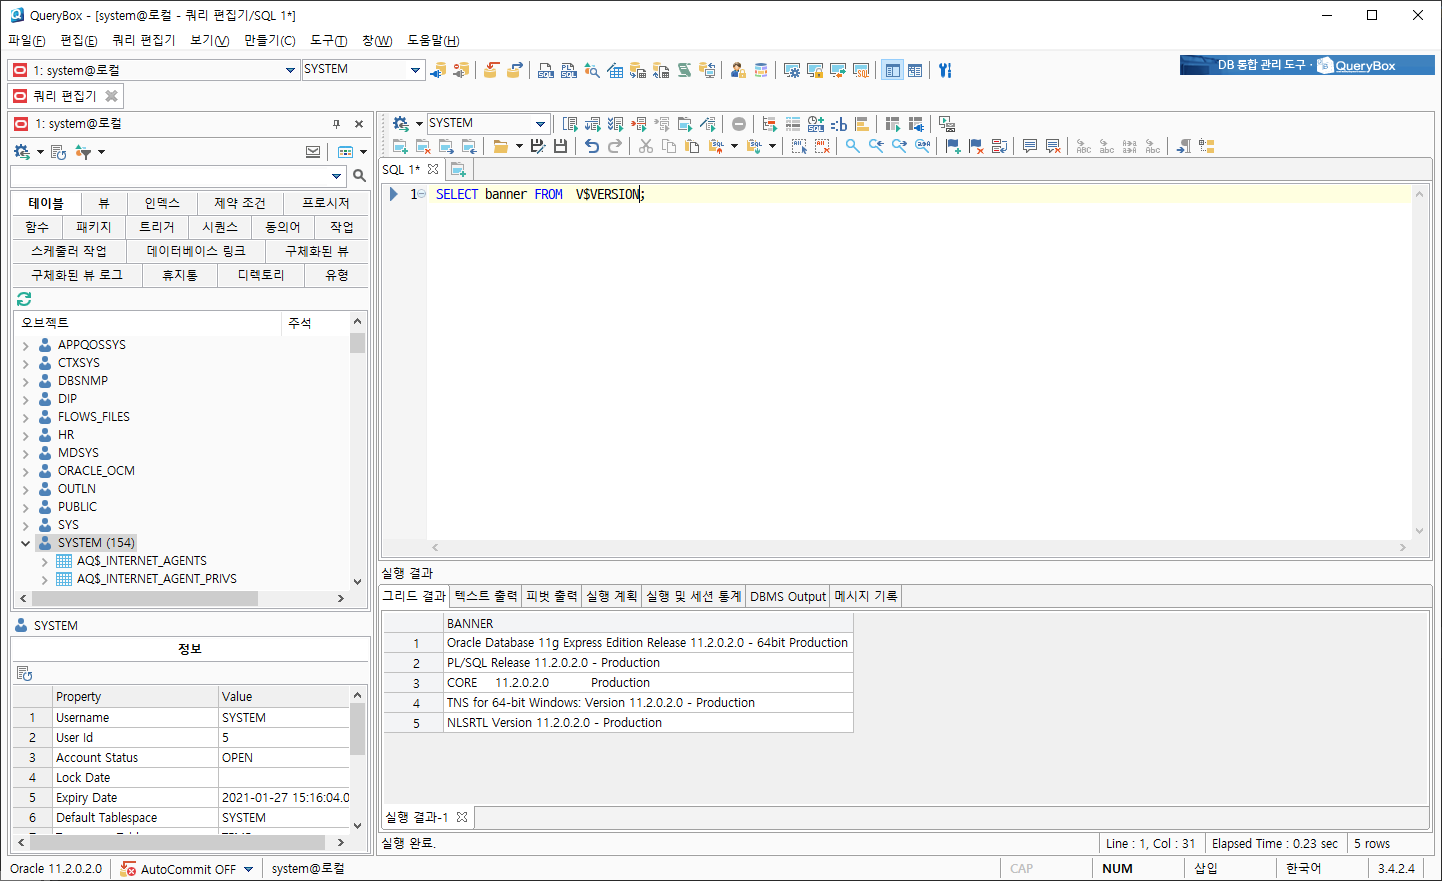 QueryBox - [system@로컬 - 쿼리 편집기/SQL 1*]
파일(F) 편집(E) 쿼리 편집기 보기(V) 만들기(C) 도구(T) 창(W) 도움말(H)
1: system@로컬 SYSTEM
DB 통합 관리 도구 · QueryBox
쿼리 편집기
1: system@로컬
테이블 뷰 인덱스 제약 조건 프로시저
함수 패키지 트리거 시퀀스 동의어 작업
스케줄러 작업 데이터베이스 링크 구체화된 뷰
구체화된 뷰 로그 휴지통 디렉토리 유형
오브젝트 주석
APPQOSSYS
CTXSYS
DBSNMP
DIP
FLOWS_FILES
HR
MDSYS
ORACLE_OCM
OUTLN
PUBLIC
SYS
SYSTEM (154)
AQ$_INTERNET_AGENTS
AQ$_INTERNET_AGENT_PRIVS
SYSTEM
정보
Property Value
1 Username SYSTEM
2 User Id 5
3 Account Status OPEN
4 Lock Date
5 Expiry Date 2021-01-27 15:16:04.0
6 Default Tablespace SYSTEM
SYSTEM
SQL 1*
1 SELECT banner FROM  V$VERSION;
실행 결과
그리드 결과 텍스트 출력 피벗 출력 실행 계획 실행 및 세션 통계 DBMS Output 메시지 기록
BANNER
1 Oracle Database 11g Express Edition Release 11.2.0.2.0 - 64bit Production
2 PL/SQL Release 11.2.0.2.0 - Production
3 CORE 11.2.0.2.0 Production
4 TNS for 64-bit Windows: Version 11.2.0.2.0 - Production
5 NLSRTL Version 11.2.0.2.0 - Production
실행 결과-1
실행 완료. Line : 1, Col : 31 Elapsed Time : 0.23 sec 5 rows
Oracle 11.2.0.2.0 AutoCommit OFF system@로컬 CAP NUM 삽입 한국어 3.4.2.4